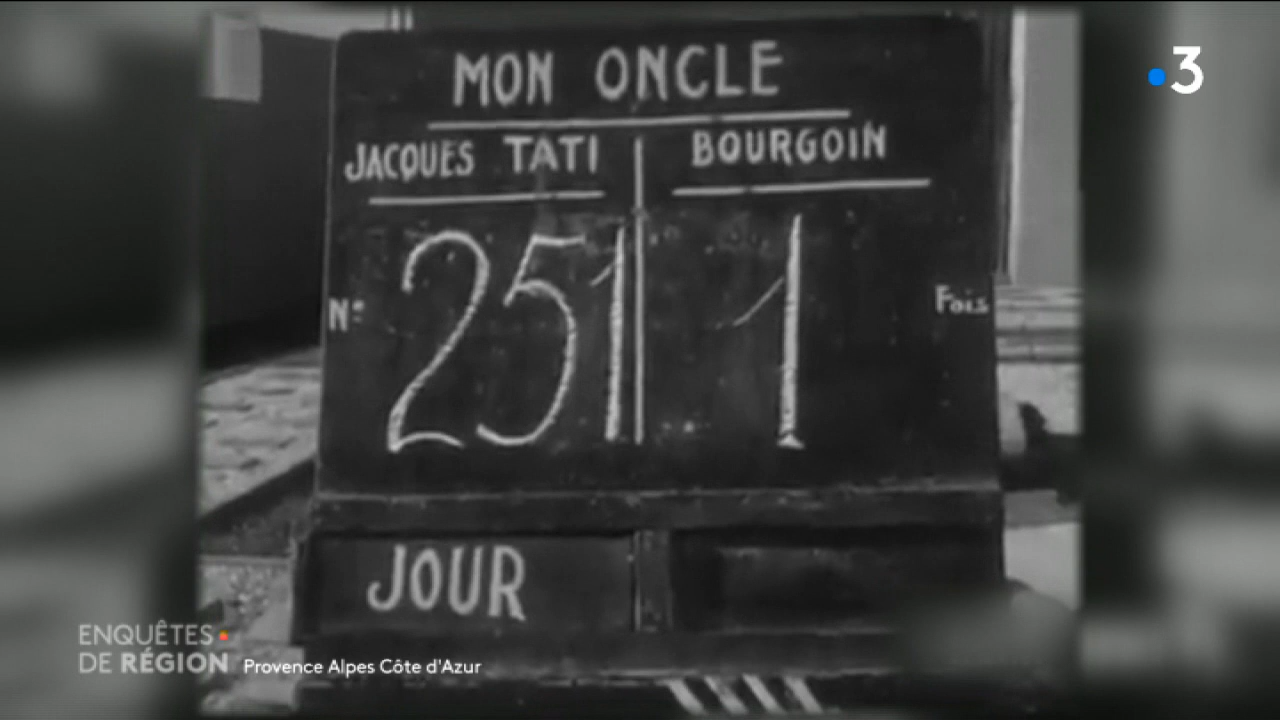 MON ONCLE
JACQUES TATI
BOURGOIN
N° 251
1 Fois
JOUR
3
ENQUÊTES
DE RÉGION Provence Alpes Côte d'Azur